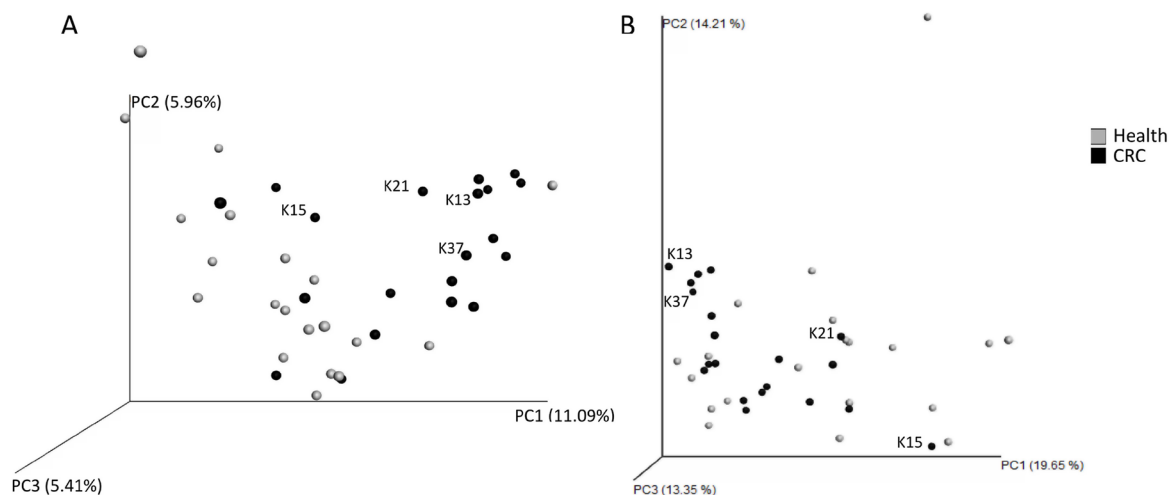 A
PC2 (5.96%)
K21
K13
K15
K37
PC1 (11.09%)
PC3 (5.41%)
B
PC2 (14.21 %)
Health
CRC
K13
K37
K21
K15
PC1 (19.65 %)
PC3 (13.35 %)